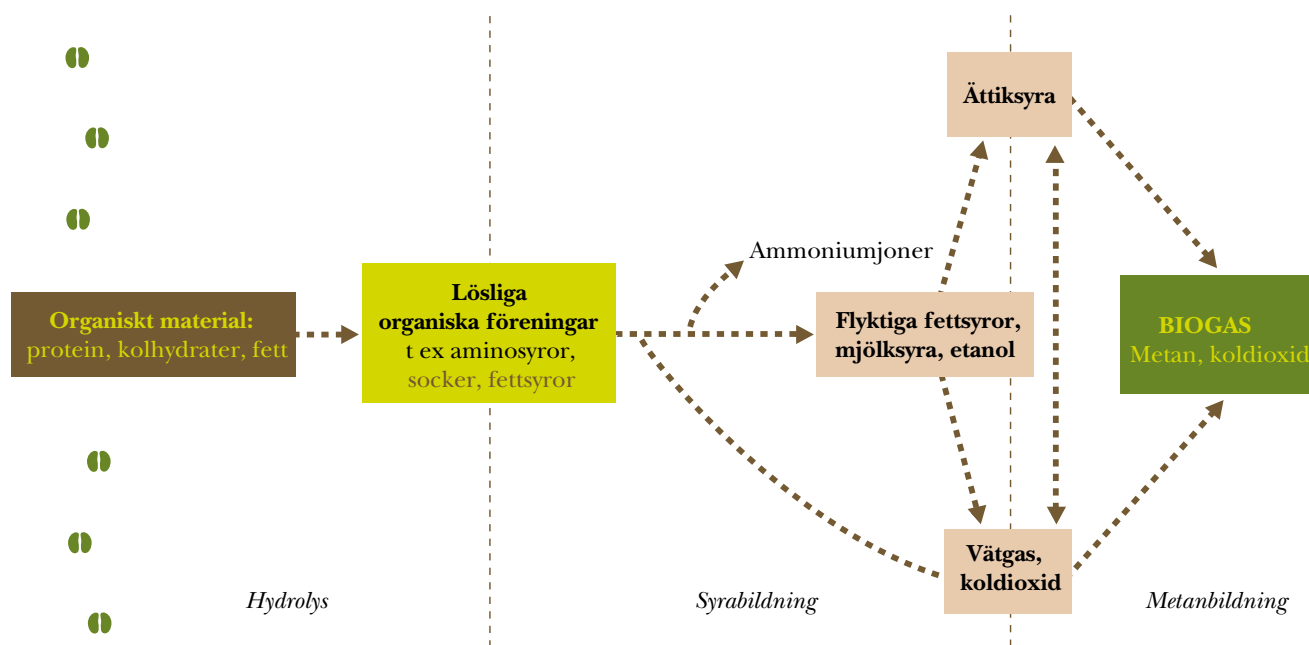 Ättiksyra
Ammoniumjoner
Organiskt material:
protein, kolhydrater, fett
Lösliga
organiska föreningar
t ex aminosyror,
socker, fettsyror
Flyktiga fettsyror,
mjölksyra, etanol
BIOGAS
Metan, koldioxid
Vätgas,
koldioxid
Hydrolys
Syrabildning
Metanbildning